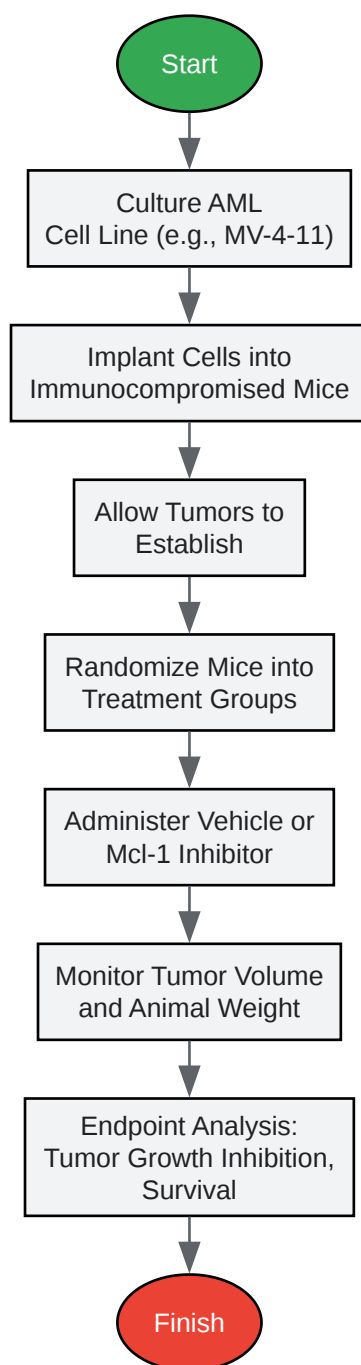 Start
Culture AML
Cell Line (e.g., MV-4-11)
Implant Cells into
Immunocompromised Mice
Allow Tumors to
Establish
Randomize Mice into
Treatment Groups
Administer Vehicle or
Mcl-1 Inhibitor
Monitor Tumor Volume
and Animal Weight
Endpoint Analysis:
Tumor Growth Inhibition,
Survival
Finish